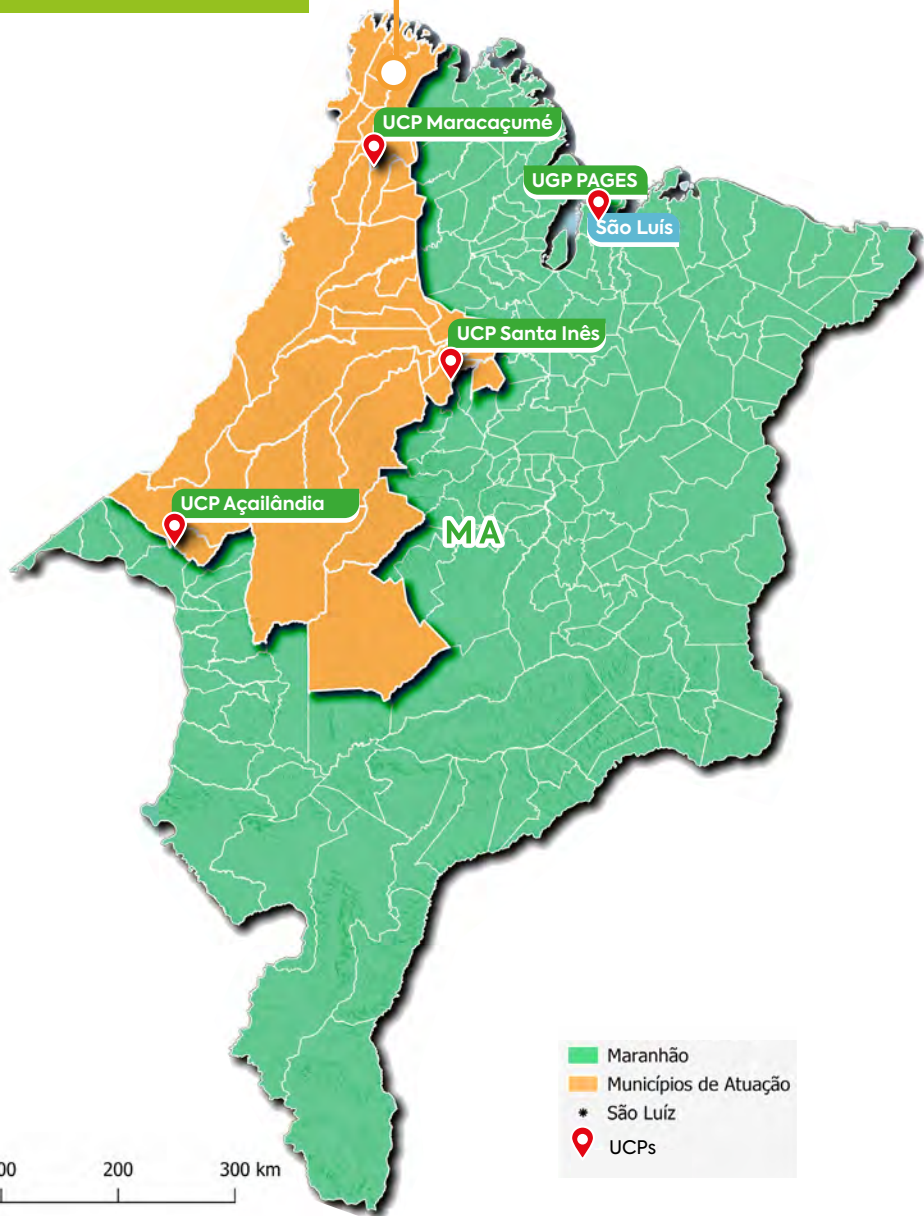 UCP Maracaçumé
UGP PAGES
São Luís
UCP Santa Inês
UCP Açailândia
MA
Maranhão
Municípios de Atuação
São Luíz
UCPs
00 200 300 km